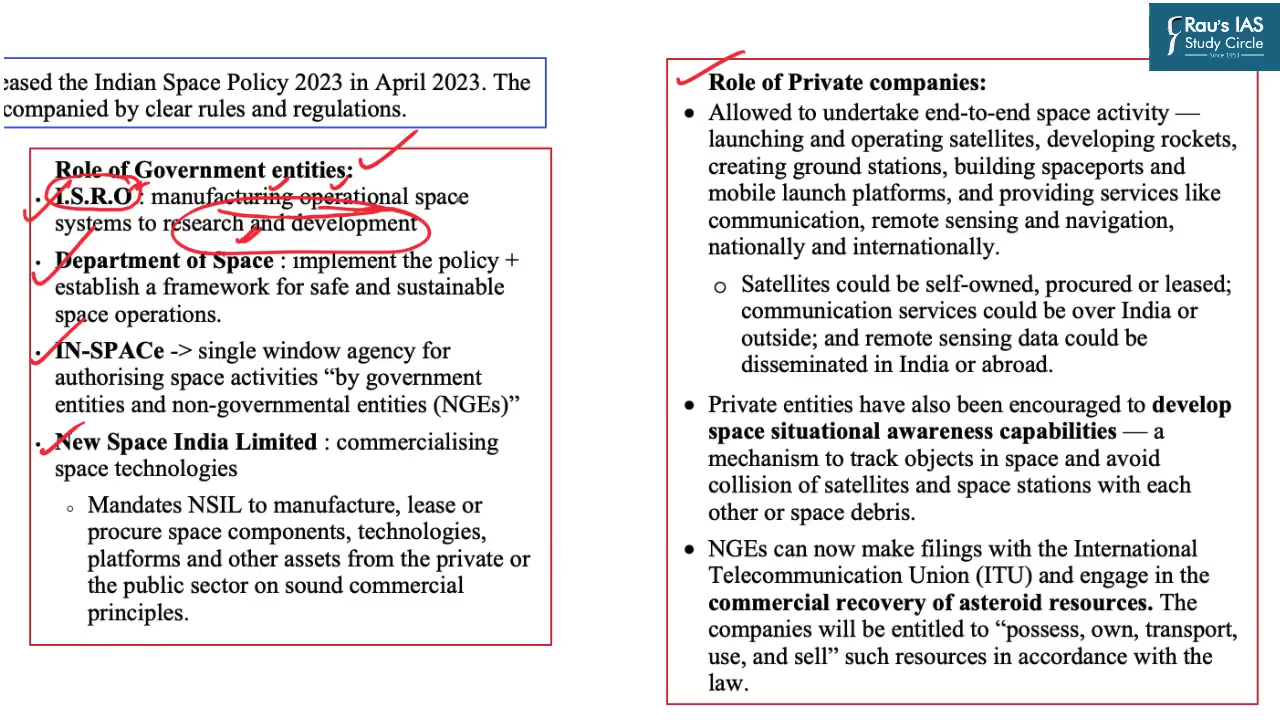 Rau's IAS
Study Circle
Since 1953
eased the Indian Space Policy 2023 in April 2023. The
companied by clear rules and regulations.
Role of Government entities:
• I.S.R.O : manufacturing operational space
systems to research and development
• Department of Space : implement the policy +
establish a framework for safe and sustainable
space operations.
• IN-SPACe -> single window agency for
authorising space activities “by government
entities and non-governmental entities (NGEs)”
• New Space India Limited : commercialising
space technologies
○ Mandates NSIL to manufacture, lease or
procure space components, technologies,
platforms and other assets from the private or
the public sector on sound commercial
principles.
Role of Private companies:
• Allowed to undertake end-to-end space activity —
launching and operating satellites, developing rockets,
creating ground stations, building spaceports and
mobile launch platforms, and providing services like
communication, remote sensing and navigation,
nationally and internationally.
○ Satellites could be self-owned, procured or leased;
communication services could be over India or
outside; and remote sensing data could be
disseminated in India or abroad.
• Private entities have also been encouraged to develop
space situational awareness capabilities — a
mechanism to track objects in space and avoid
collision of satellites and space stations with each
other or space debris.
• NGEs can now make filings with the International
Telecommunication Union (ITU) and engage in the
commercial recovery of asteroid resources. The
companies will be entitled to “possess, own, transport,
use, and sell” such resources in accordance with the
law.